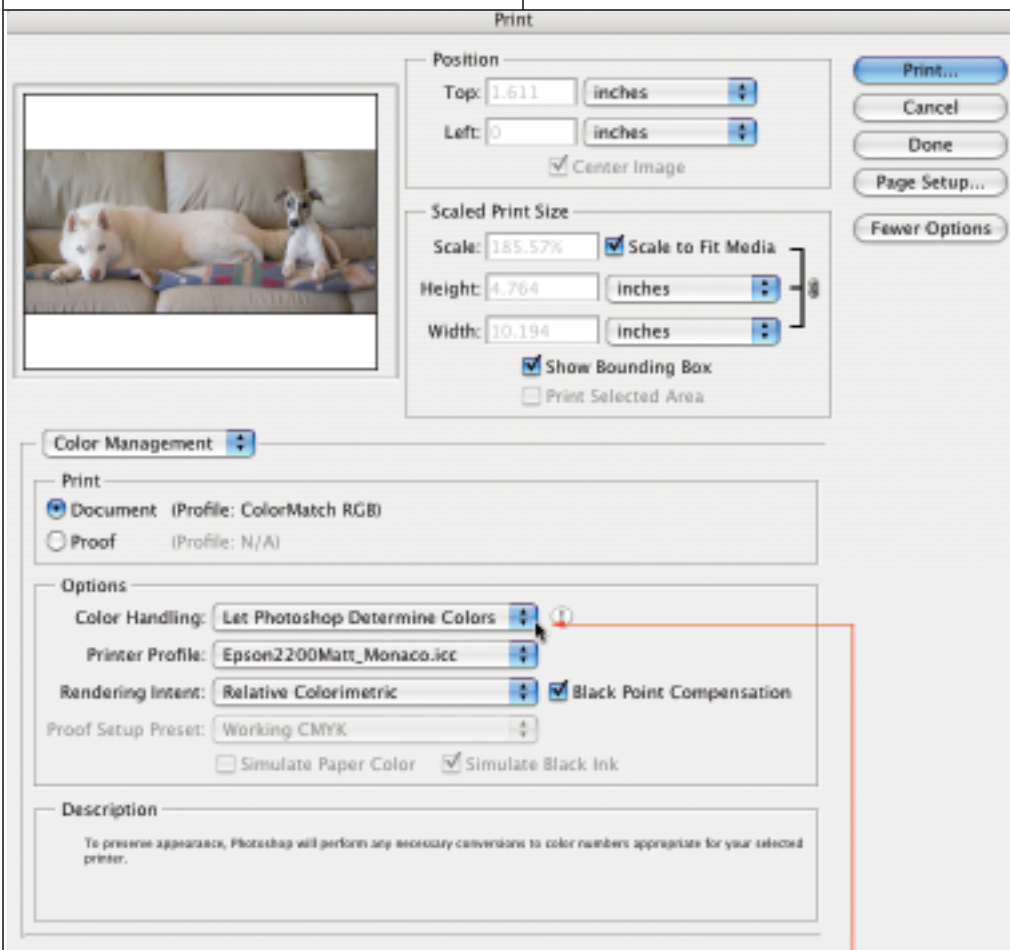 Print
Position
Top: 1.611 inches
Left: 0 inches
Center Image
Print...
Cancel
Done
Page Setup...
Fewer Options
Scaled Print Size
Scale: 185.57% Scale to Fit Media
Height: 4.764 inches
Width: 10.194 inches
Show Bounding Box
Print Selected Area
Color Management
Print
Document (Profile: ColorMatch RGB)
Proof (Profile: N/A)
Options
Color Handling: Let Photoshop Determine Colors
Printer Profile: Epson2200Matt_Monaco.icc
Rendering Intent: Relative Colorimetric Black Point Compensation
Proof Setup Preset: Working CMYK
Simulate Paper Color Simulate Black Ink
Description
To preserve appearance, Photoshop will perform any necessary conversions to color numbers appropriate for your selected
printer.